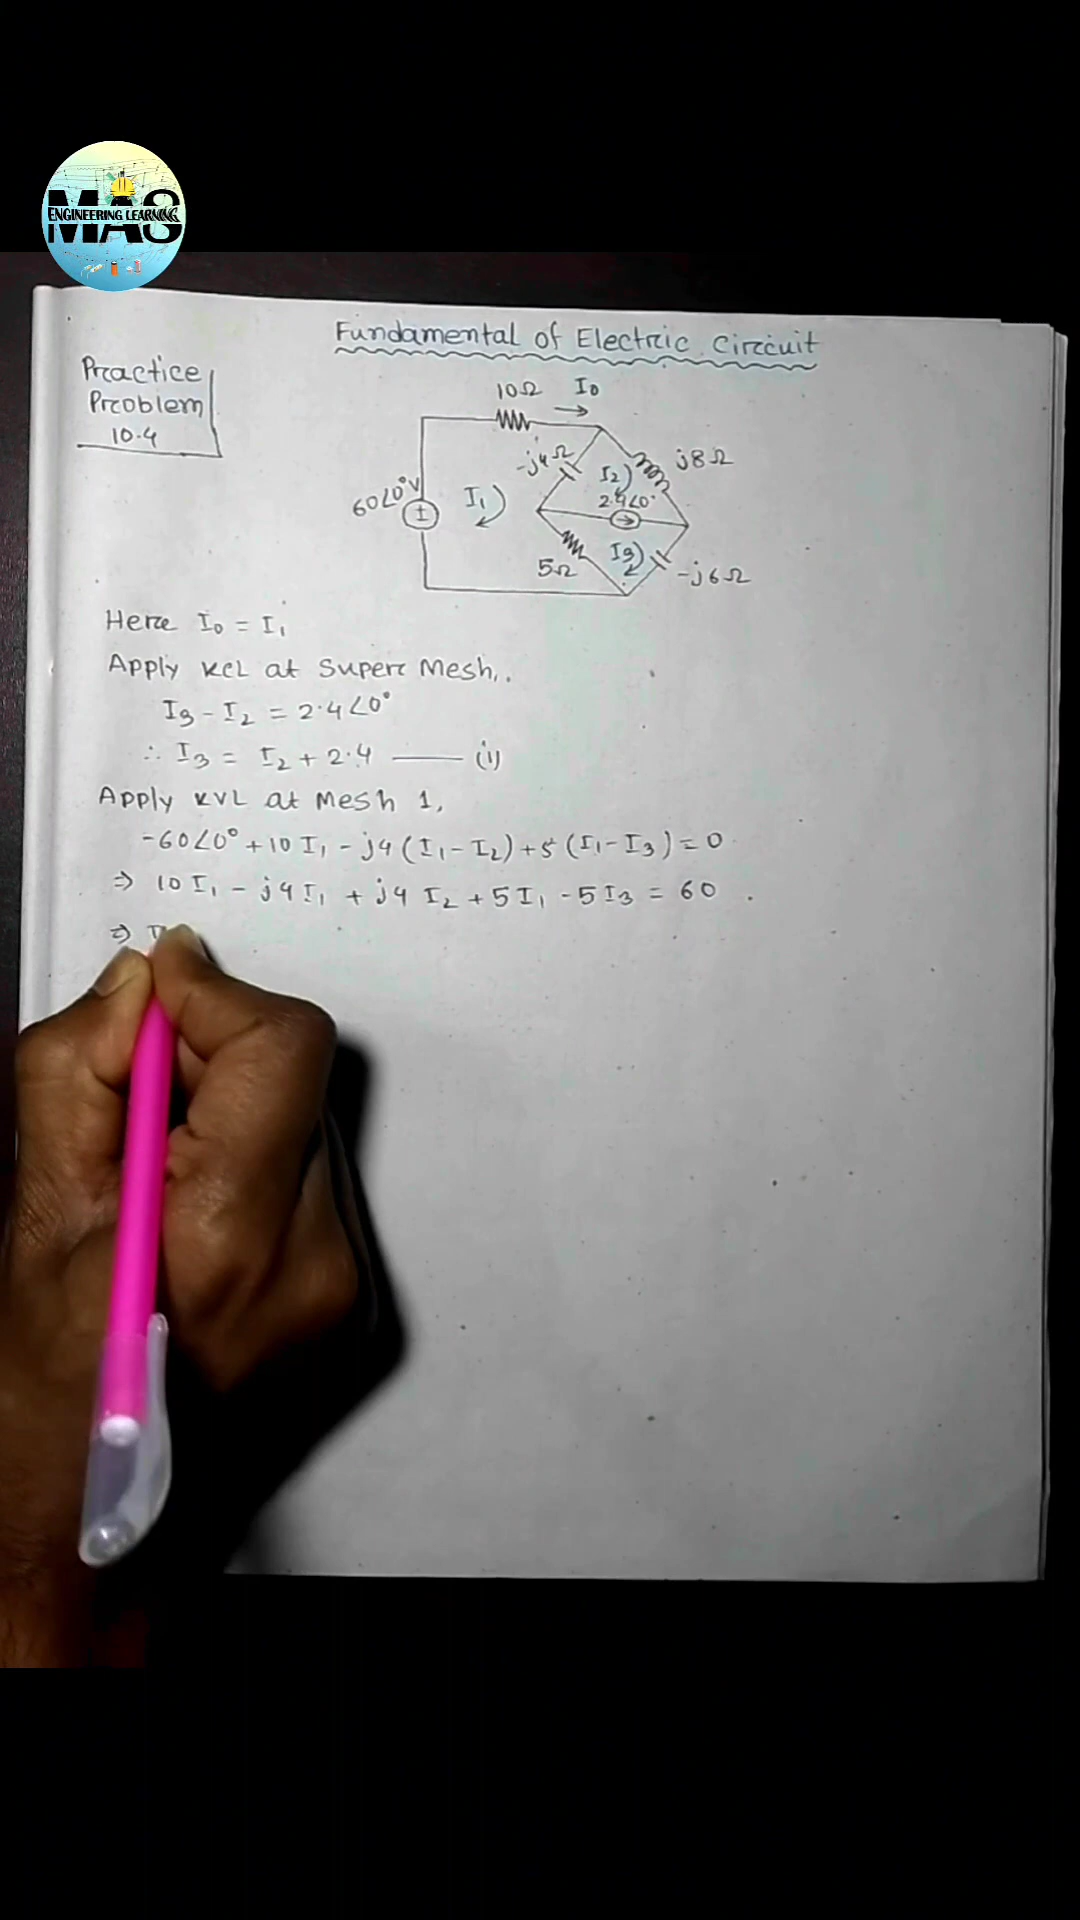 MAS
ENGINEERING LEARNING
Fundamental of Electric Circuit
Practice
Problem
10.4
10Ω I₀
-j4Ω
j8Ω
I₂
60∠0°V
I₁
2.4∠0°
5Ω
I₃
-j6Ω
Here I₀ = I₁
Apply KCL at Super Mesh,
I₃ - I₂ = 2.4∠0°
∴ I₃ = I₂ + 2.4 —— (i)
Apply KVL at Mesh 1,
-60∠0° + 10 I₁ - j4 (I₁ - I₂) + 5 (I₁ - I₃) = 0
⇒ 10 I₁ - j4 I₁ + j4 I₂ + 5 I₁ - 5 I₃ = 60
⇒